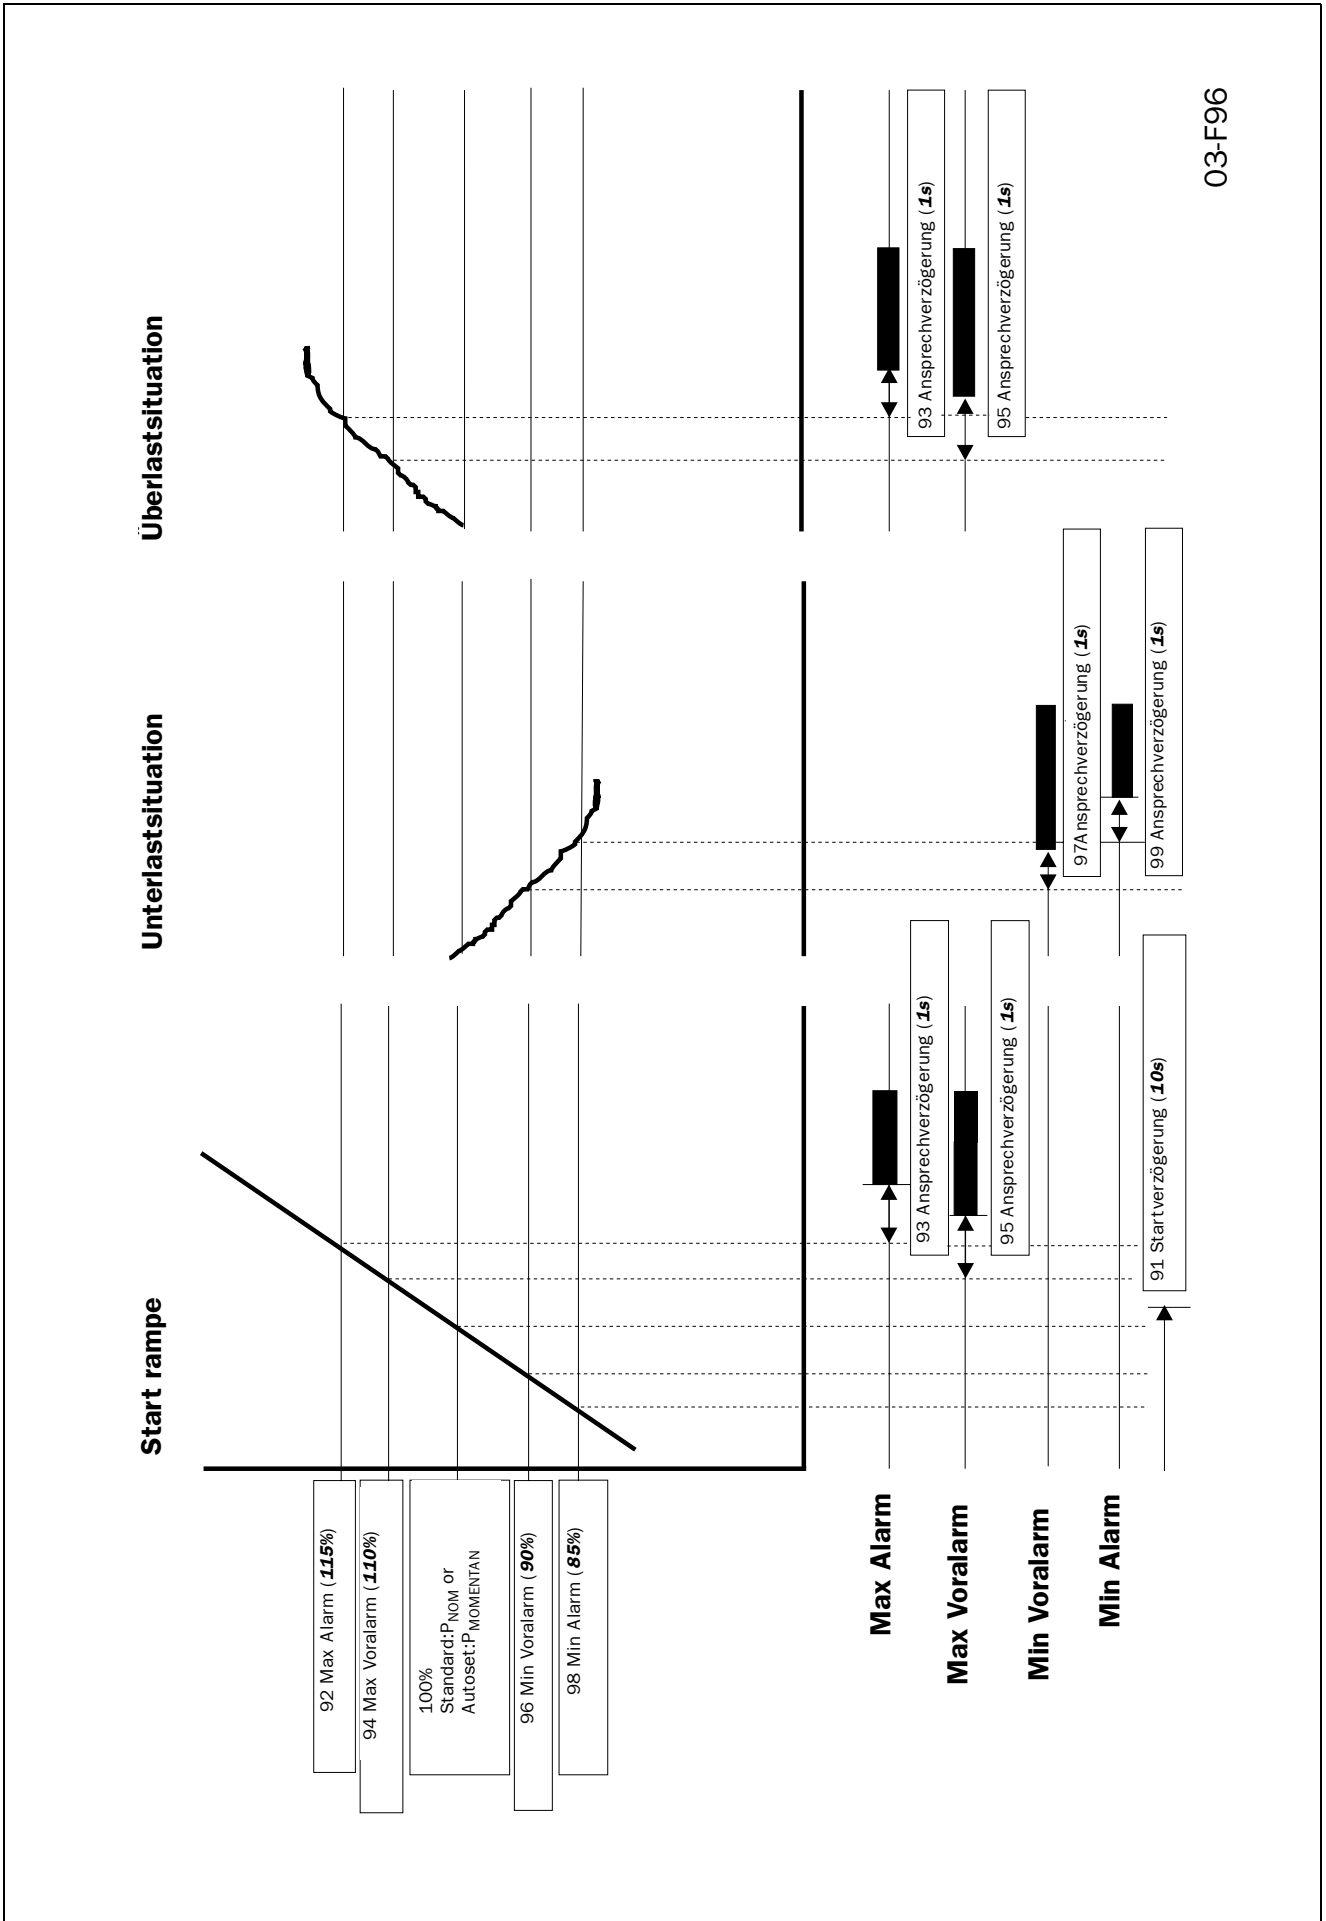 Start rampe
Unterlastsituation
Überlastsituation
92 Max Alarm (115%)
94 Max Voralarm (110%)
100%
Standard:PNOM or
Autoset:PMOMENTAN
96 Min Voralarm (90%)
98 Min Alarm (85%)
Max Alarm
93 Ansprechverzögerung (1s)
93 Ansprechverzögerung (1s)
Max Voralarm
95 Ansprechverzögerung (1s)
95 Ansprechverzögerung (1s)
Min Voralarm
97Ansprechverzögerung (1s)
Min Alarm
99 Ansprechverzögerung (1s)
91 Startverzögerung (10s)
03-F96